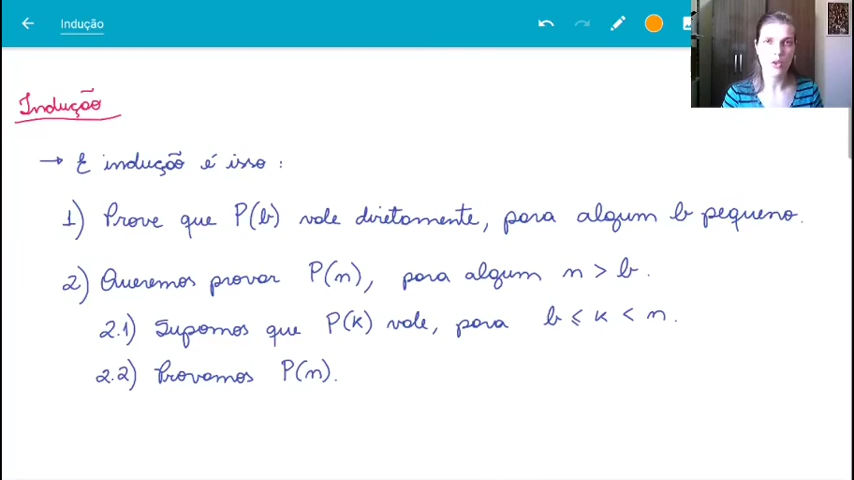 Indução
Indução
→ E indução é isso:
1) Prove que P(b) vale diretamente, para algum b pequeno.
2) Queremos provar P(n), para algum n > b.
2.1) Supomos que P(k) vale, para b ≤ k < n.
2.2) Provamos P(n).